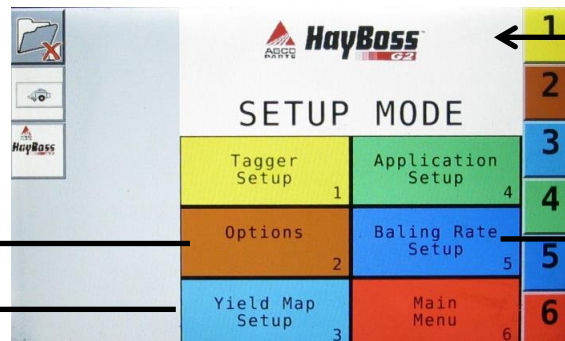 AGCO
PARTS
HayBoss
G2
HayBoss
SETUP MODE
Tagger
Setup
1
Application
Setup
4
Options
2
Baling Rate
Setup
5
Yield Map
Setup
3
Main
Menu
6
1
2
3
4
5
6